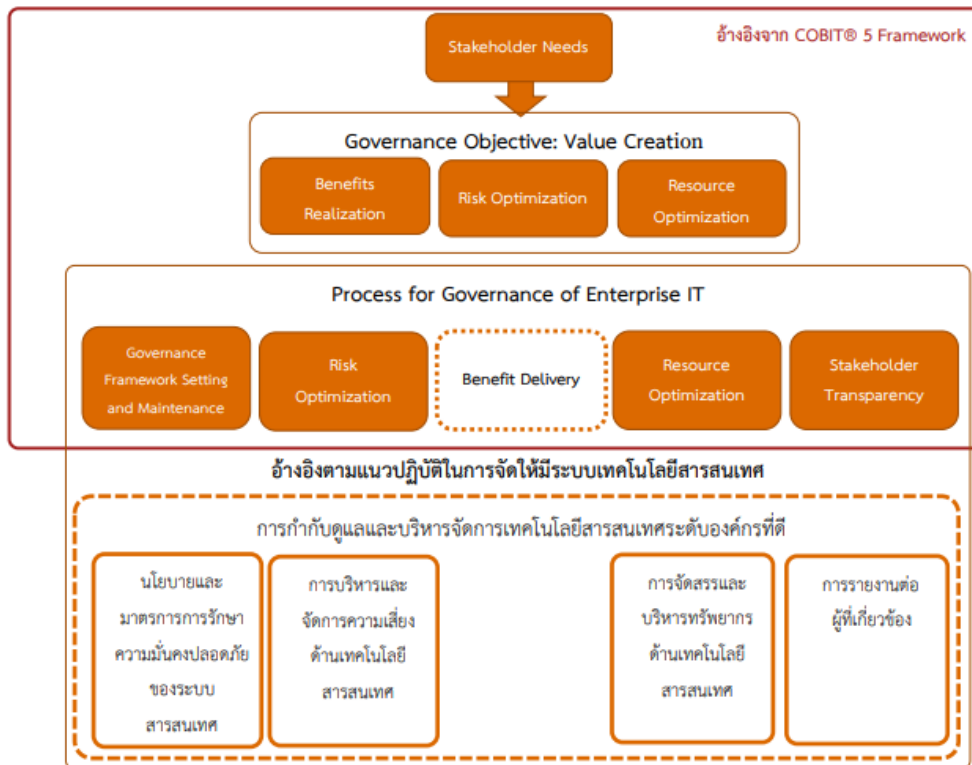 อ้างอิงจาก COBIT® 5 Framework
Stakeholder Needs
Governance Objective: Value Creation
Benefits
Realization
Risk Optimization
Resource
Optimization
Process for Governance of Enterprise IT
Governance
Framework Setting
and Maintenance
Risk
Optimization
Benefit Delivery
Resource
Optimization
Stakeholder
Transparency
อ้างอิงตามแนวปฏิบัติในการจัดให้มีระบบเทคโนโลยีสารสนเทศ
การกำกับดูแลและบริหารจัดการเทคโนโลยีสารสนเทศระดับองค์กรที่ดี
นโยบายและ
มาตรการการรักษา
ความมั่นคงปลอดภัย
ของระบบ
สารสนเทศ
การบริหารและ
จัดการความเสี่ยง
ด้านเทคโนโลยี
สารสนเทศ
การจัดสรรและ
บริหารทรัพยากร
ด้านเทคโนโลยี
สารสนเทศ
การรายงานต่อ
ผู้ที่เกี่ยวข้อง